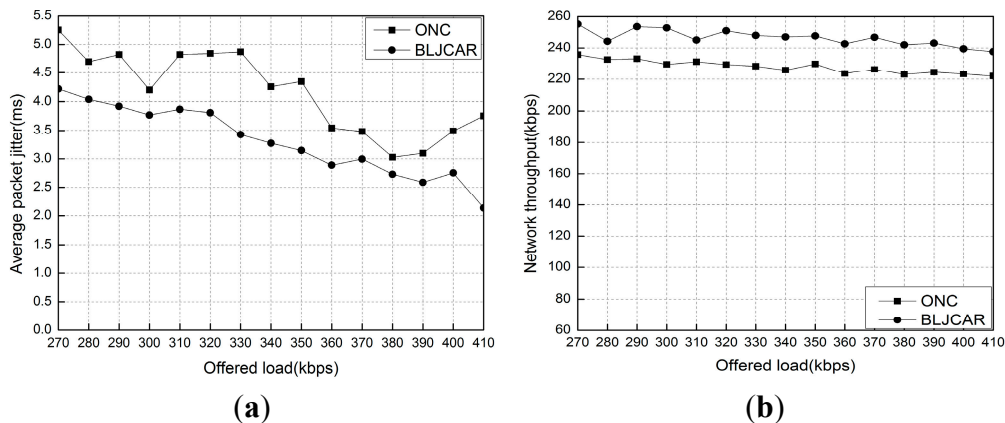 Average packet jitter(ms)
5.5
5.0
4.5
4.0
3.5
3.0
2.5
2.0
1.5
1.0
0.5
0.0
ONC
BLJCAR
270 280 290 300 310 320 330 340 350 360 370 380 390 400 410
Offered load(kbps)
(a)
Network throughput(kbps)
260
240
220
200
180
160
140
120
100
80
60
ONC
BLJCAR
270 280 290 300 310 320 330 340 350 360 370 380 390 400 410
Offered load(kbps)
(b)